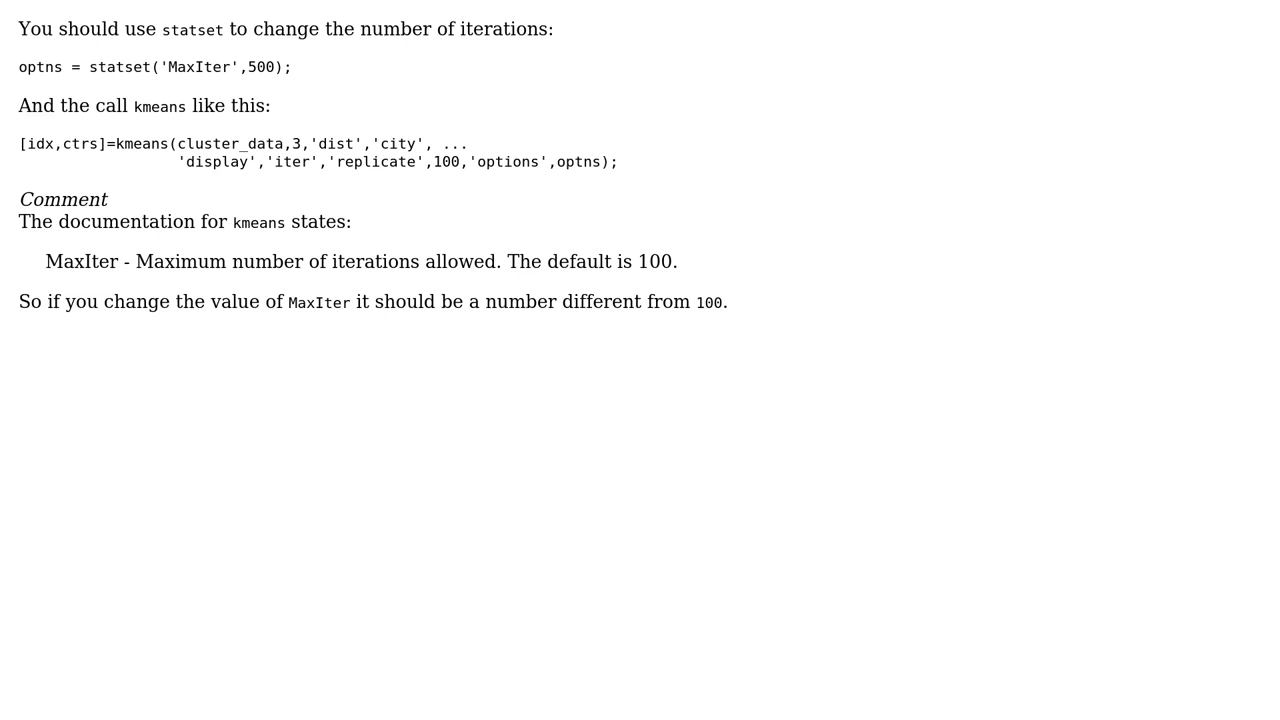 You should use statset to change the number of iterations:
optns = statset('MaxIter',500);
And the call kmeans like this:
[idx,ctrs]=kmeans(cluster_data,3,'dist','city', ...
                  'display','iter','replicate',100,'options',optns);
Comment
The documentation for kmeans states:
MaxIter - Maximum number of iterations allowed. The default is 100.
So if you change the value of MaxIter it should be a number different from 100.